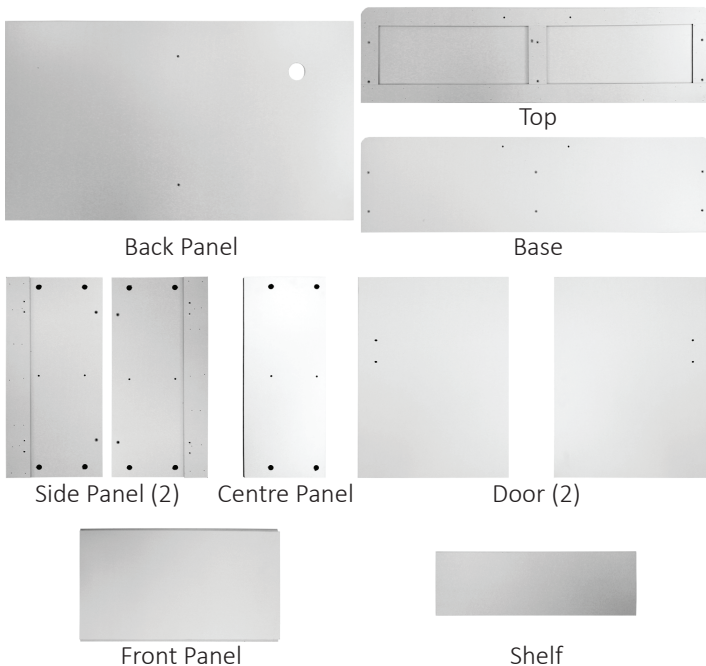 Top
Back Panel
Base
Side Panel (2)
Centre Panel
Door (2)
Front Panel
Shelf